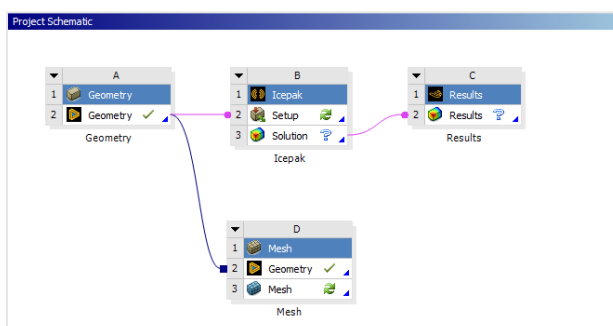 Project Schematic
A
1 Geometry
2 Geometry
Geometry
B
1 Icepak
2 Setup
3 Solution
Icepak
C
1 Results
2 Results
Results
D
1 Mesh
2 Geometry
3 Mesh
Mesh